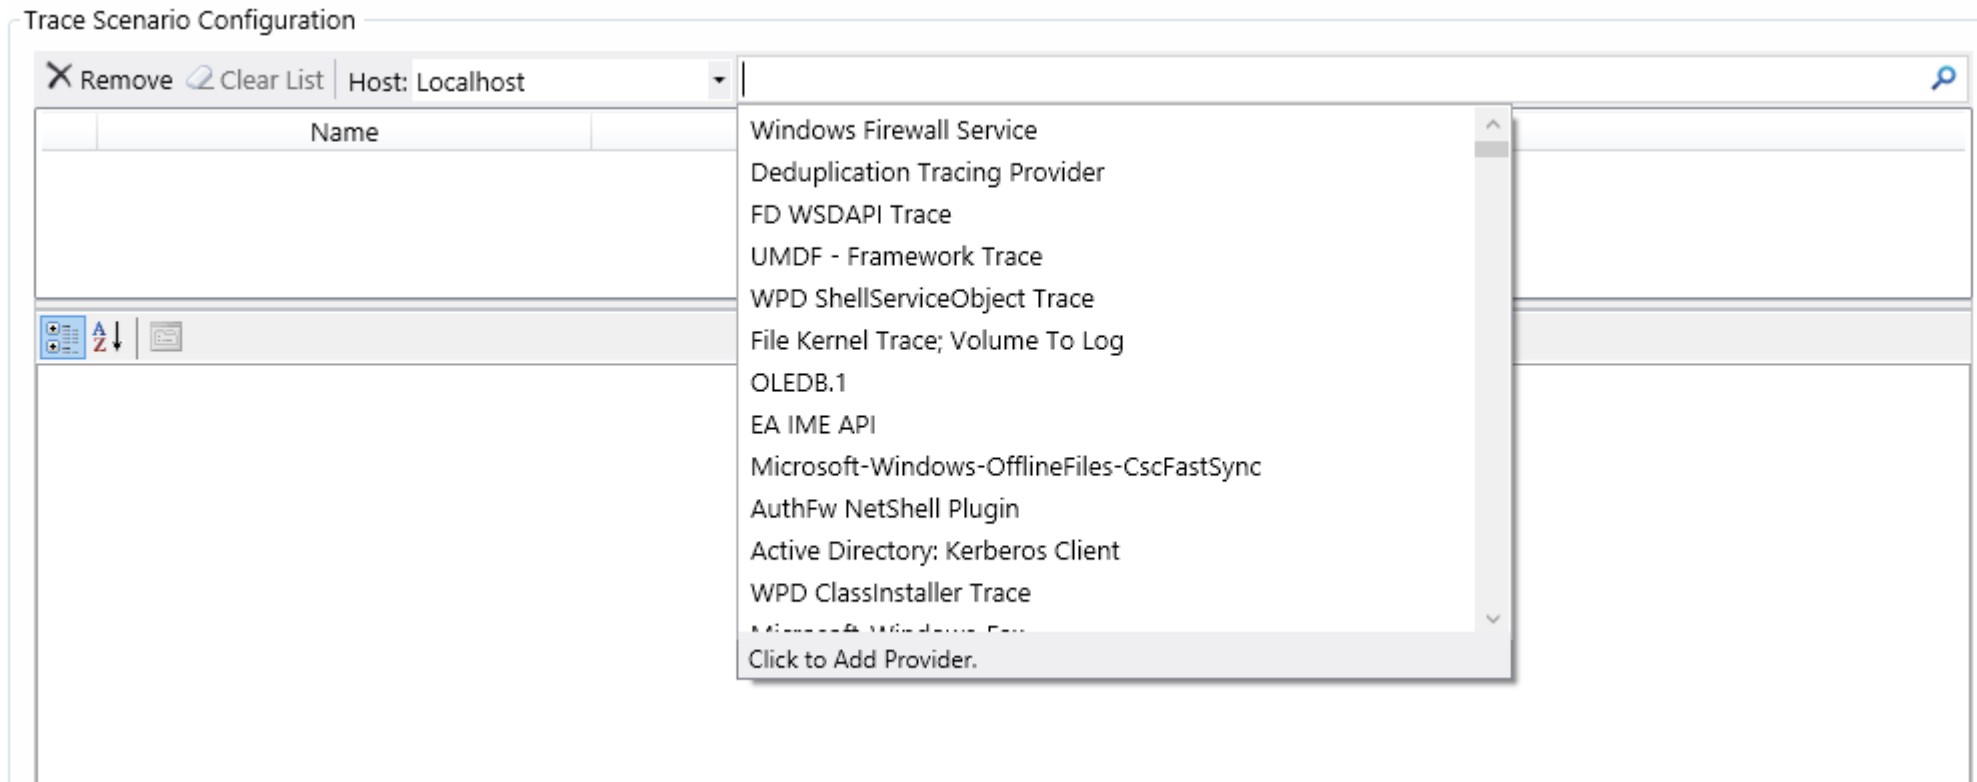 Trace Scenario Configuration
Remove Clear List Host: Localhost
Name
Windows Firewall Service
Deduplication Tracing Provider
FD WSDAPI Trace
UMDF - Framework Trace
WPD ShellServiceObject Trace
File Kernel Trace; Volume To Log
OLEDB.1
EA IME API
Microsoft-Windows-OfflineFiles-CscFastSync
AuthFw NetShell Plugin
Active Directory: Kerberos Client
WPD ClassInstaller Trace
Microsoft-Windows-
Click to Add Provider.